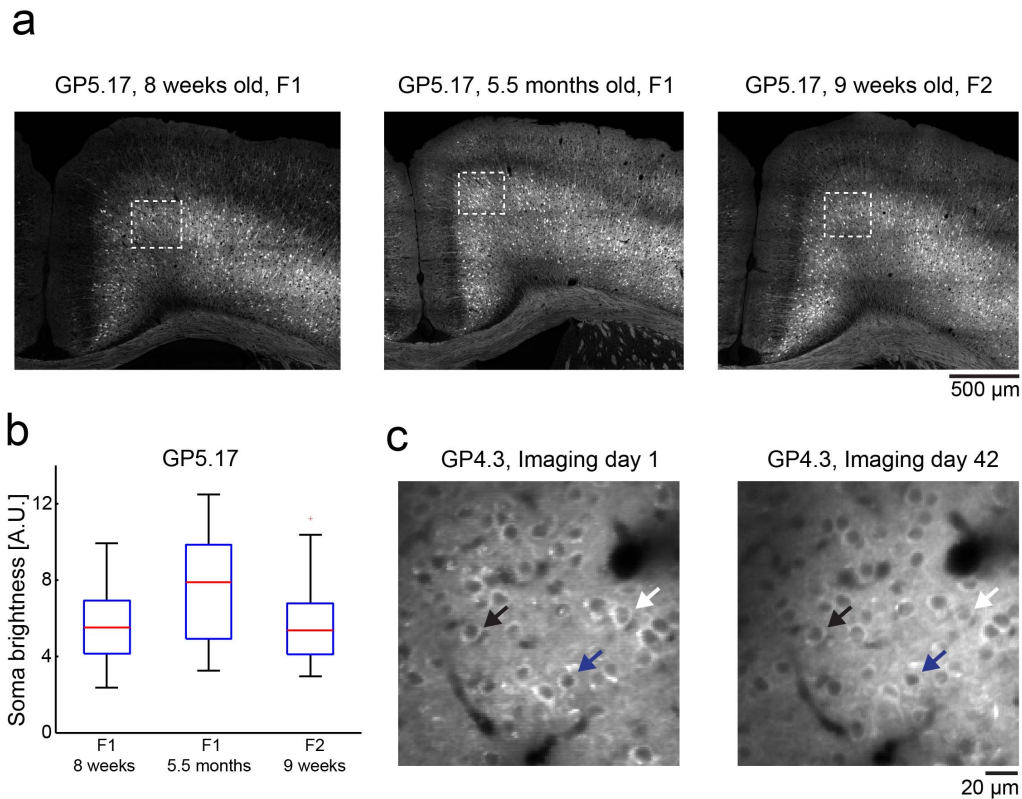 a
GP5.17, 8 weeks old, F1
GP5.17, 5.5 months old, F1
GP5.17, 9 weeks old, F2
500 µm
b
GP5.17
Soma brightness [A.U.]
12
8
4
0
F1
8 weeks
F1
5.5 months
F2
9 weeks
c
GP4.3, Imaging day 1
GP4.3, Imaging day 42
20 µm